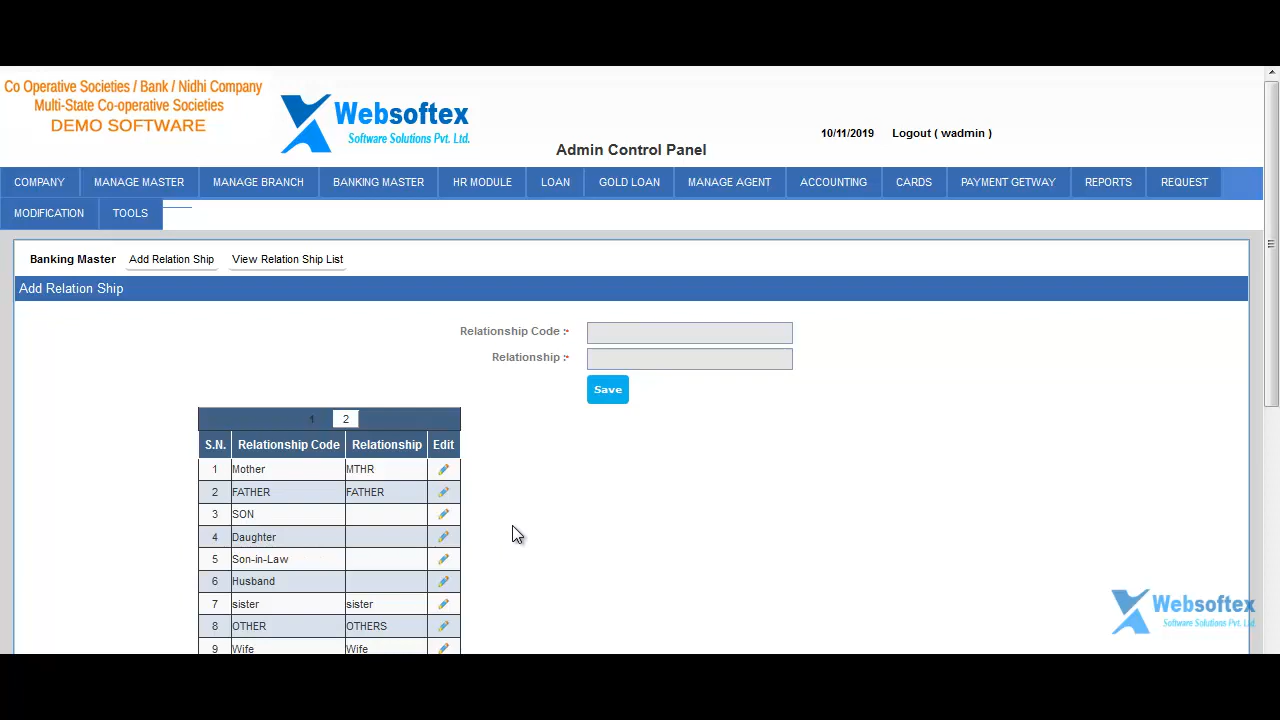 Co Operative Societies / Bank / Nidhi Company
Multi-State Co-operative Societies
DEMO SOFTWARE
Websoftex
Software Solutions Pvt. Ltd.
Admin Control Panel
10/11/2019 Logout ( wadmin )
COMPANY MANAGE MASTER MANAGE BRANCH BANKING MASTER HR MODULE LOAN GOLD LOAN MANAGE AGENT ACCOUNTING CARDS PAYMENT GETWAY REPORTS REQUEST
MODIFICATION TOOLS
Banking Master Add Relation Ship View Relation Ship List
Add Relation Ship
Relationship Code :*
Relationship :*
Save
1 2
S.N. Relationship Code Relationship Edit
1 Mother MTHR
2 FATHER FATHER
3 SON
4 Daughter
5 Son-in-Law
6 Husband
7 sister sister
8 OTHER OTHERS
9 Wife Wife
Websoftex
Software Solutions Pvt. Ltd.